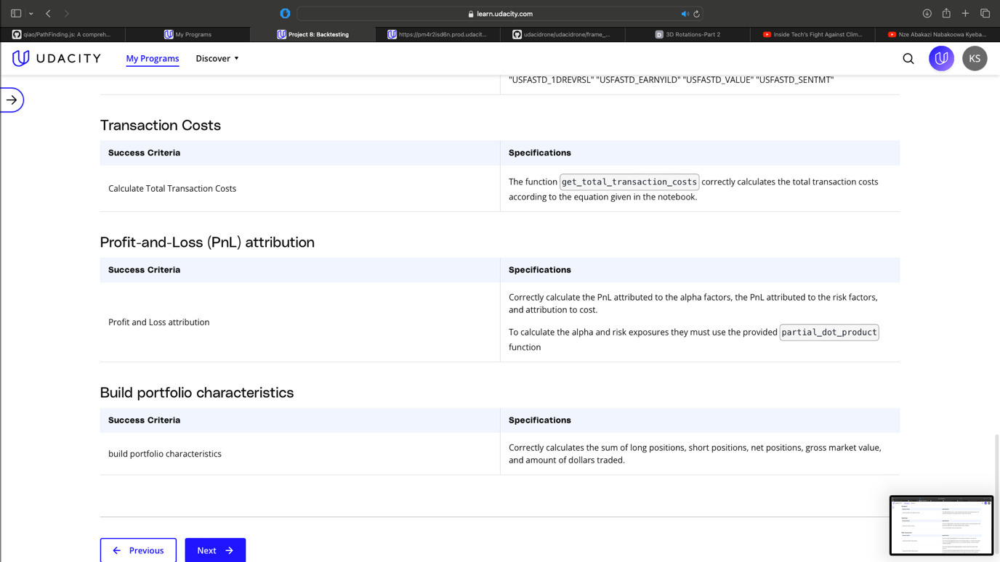 learn.udacity.com
qiao/PathFinding.js: A compreh...
My Programs
Project 8: Backtesting
https://pm4r2isd6n.prod.udacit...
udacidrone/udacidrone/frame_...
3D Rotations-Part 2
Inside Tech's Fight Against Clim...
Nze Abakazi Nabakoowa Kyeba...
UDACITY
My Programs
Discover
KS
"USFASTD_1DREVRSL" "USFASTD_EARNYILD" "USFASTD_VALUE" "USFASTD_SENTMT"
Transaction Costs
Success Criteria
Specifications
Calculate Total Transaction Costs
The function get_total_transaction_costs correctly calculates the total transaction costs
according to the equation given in the notebook.
Profit-and-Loss (PnL) attribution
Success Criteria
Specifications
Profit and Loss attribution
Correctly calculate the PnL attributed to the alpha factors, the PnL attributed to the risk factors,
and attribution to cost.
To calculate the alpha and risk exposures they must use the provided partial_dot_product
function
Build portfolio characteristics
Success Criteria
Specifications
build portfolio characteristics
Correctly calculates the sum of long positions, short positions, net positions, gross market value,
and amount of dollars traded.
Previous
Next